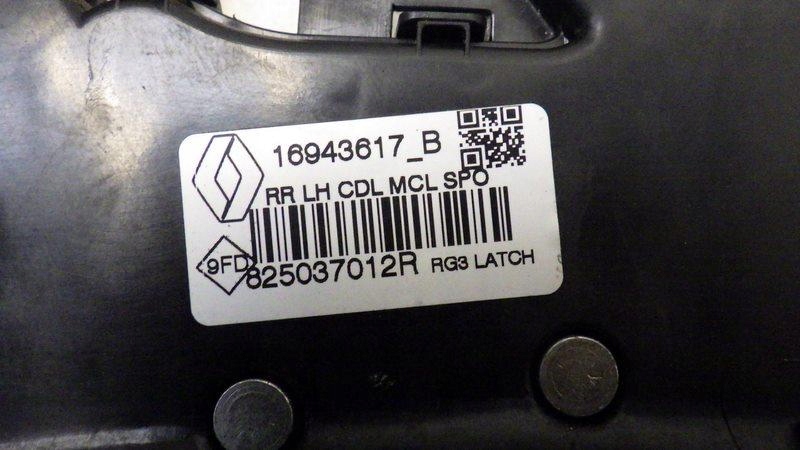 16943617_B
RR LH CDL MCL SPO
9FD
825037012R RG3 LATCH